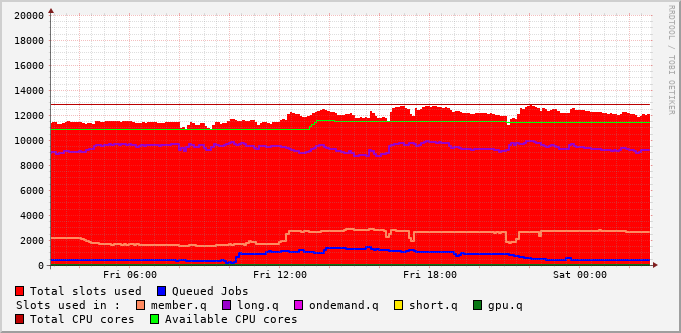 20000
18000
16000
14000
12000
10000
8000
6000
4000
2000
0
Fri 06:00 Fri 12:00 Fri 18:00 Sat 00:00
Total slots used Queued Jobs
Slots used in : member.q long.q ondemand.q short.q gpu.q
Total CPU cores Available CPU cores
RRDTOOL / TOBI OETIKER